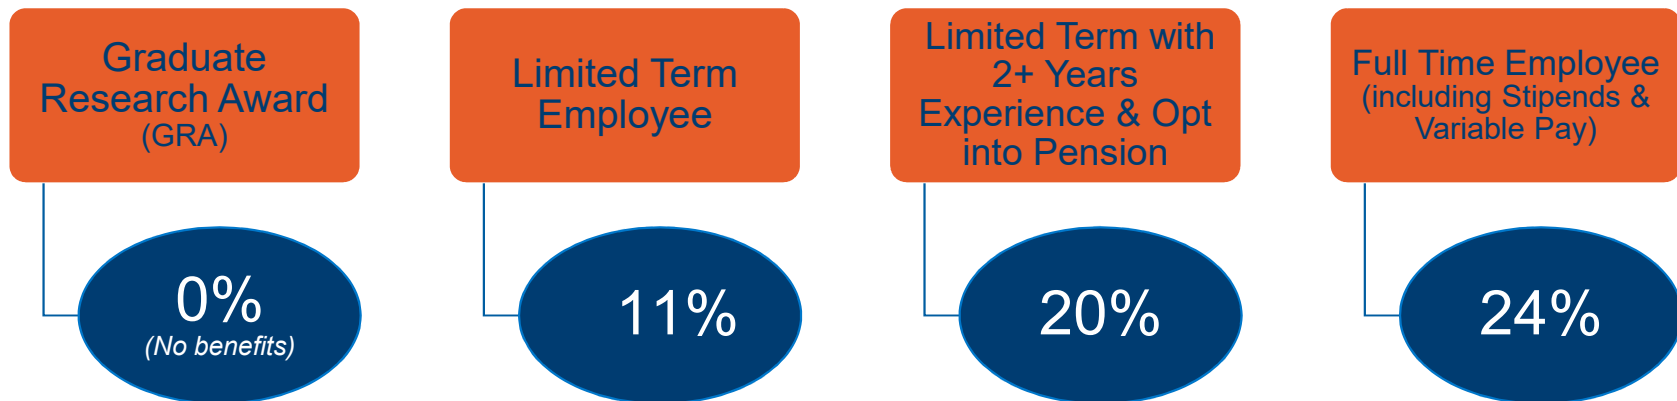 Graduate
Research Award
(GRA)
0%
(No benefits)
Limited Term
Employee
11%
Limited Term with
2+ Years
Experience & Opt
into Pension
20%
Full Time Employee
(including Stipends &
Variable Pay)
24%